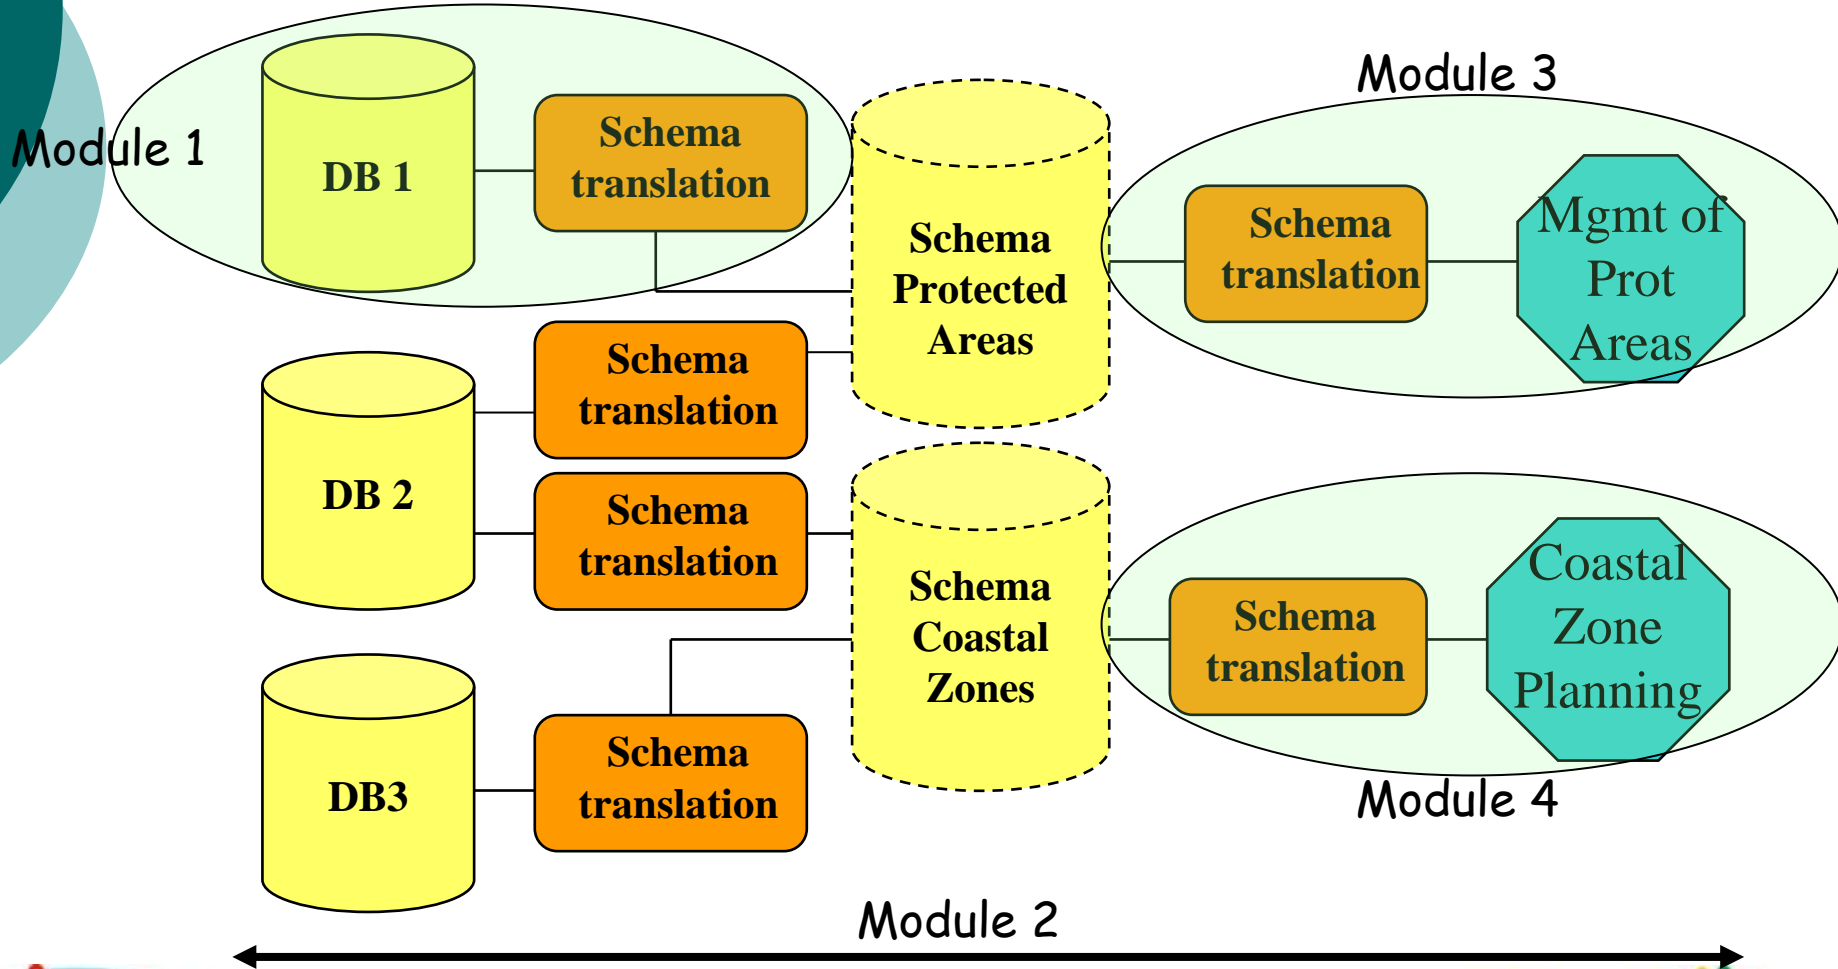 Module 1
DB 1
Schema
translation
Schema
Protected
Areas
Module 3
Schema
translation
Mgmt of
Prot
Areas
DB 2
Schema
translation
Schema
translation
Schema
Coastal
Zones
Schema
translation
Coastal
Zone
Planning
Module 4
DB3
Schema
translation
Module 2